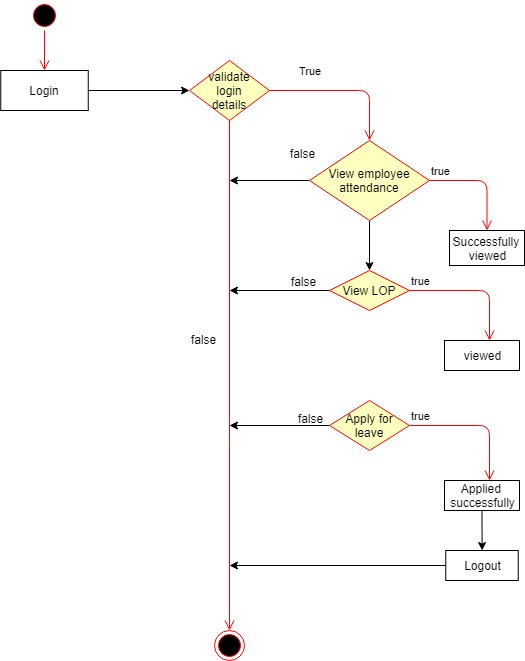 True
validate
login
details
Login
false
View employee
attendance
true
Successfully
viewed
false
View LOP
true
false
viewed
false
Apply for
leave
true
Applied
successfully
Logout